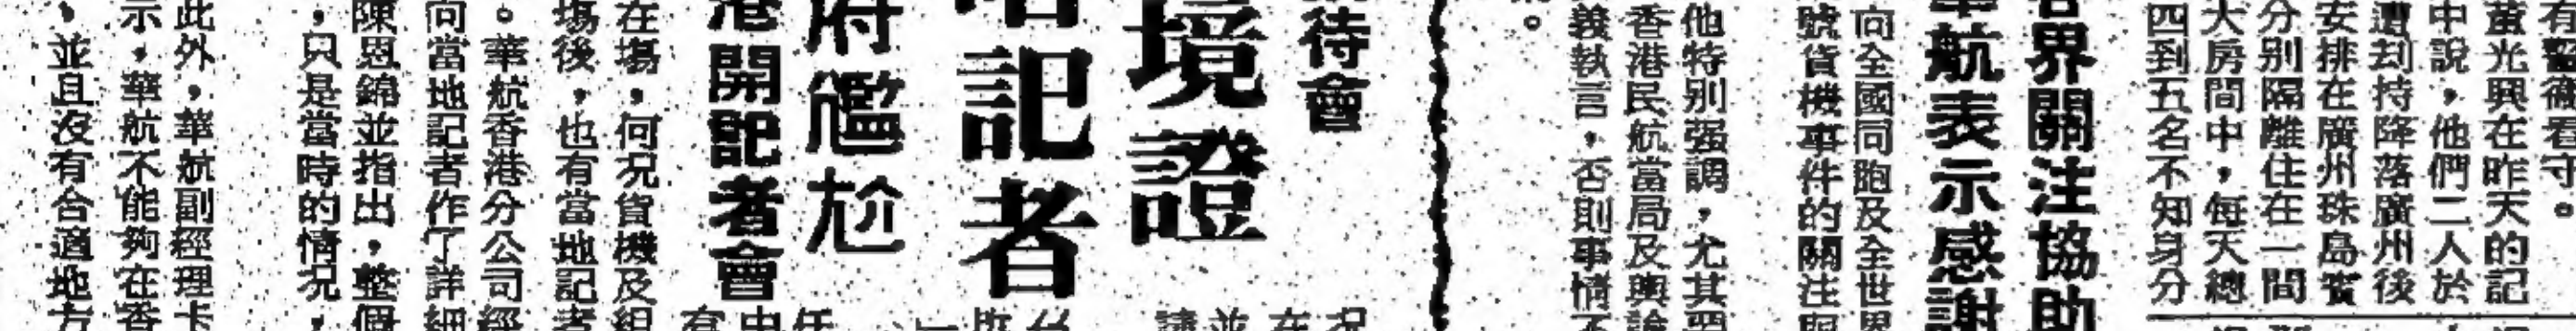 有警衛看守。
董光興在昨天的記
中說，他們二人於
遭刧持降落廣州後
安排在廣州珠島賓
分別隔離住在一間
大房間中，每天總
四到五名不知身分
各界關注協助
華航表示感謝
向全國同胞及全世界
號貨機事件的關注與
他特別强調，尤其罪
香港民航當局及輿論
義執言，否則事情不
待會
境證
記者
府尷尬
港開記者會
在場，何況貨機及組
場後，也有當地記者
。華航香港分公司經
向當地記者作了詳細
陳恩錦並指出，整個
，只是當時的情況，
此外，華航副經理卡
示，華航不能夠在香
，並且沒有合適地方